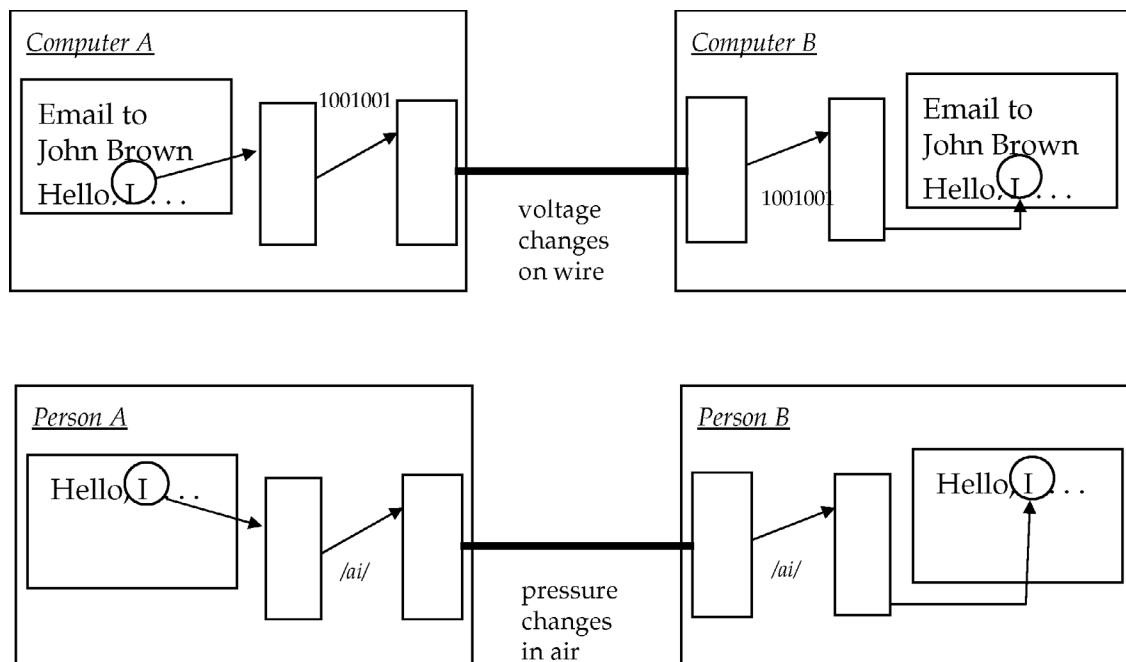 Computer A
Email to
John Brown
Hello, I . . .
1001001
voltage
changes
on wire
Computer B
1001001
Email to
John Brown
Hello, I . . .
Person A
Hello, I . . .
/ai/
pressure
changes
in air
Person B
/ai/
Hello, I . . .